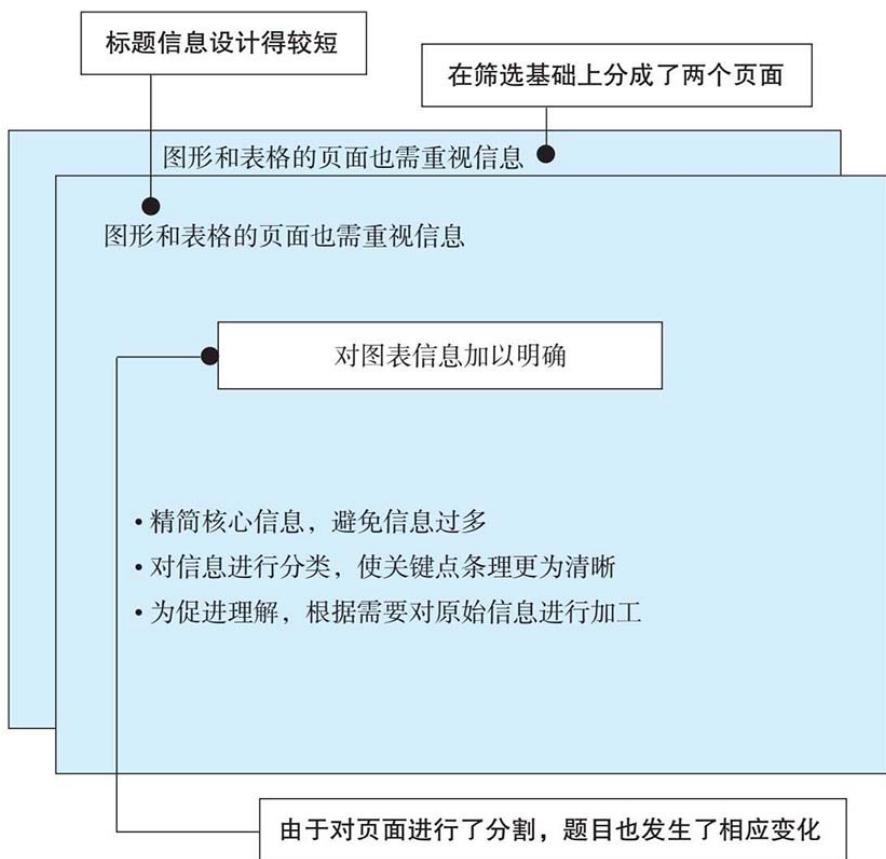 标题信息设计得较短
在筛选基础上分成了两个页面
图形和表格的页面也需重视信息
图形和表格的页面也需重视信息
对图表信息加以明确
•精简核心信息，避免信息过多
•对信息进行分类，使关键点条理更为清晰
•为促进理解，根据需要对原始信息进行加工
由于对页面进行了分割，题目也发生了相应变化